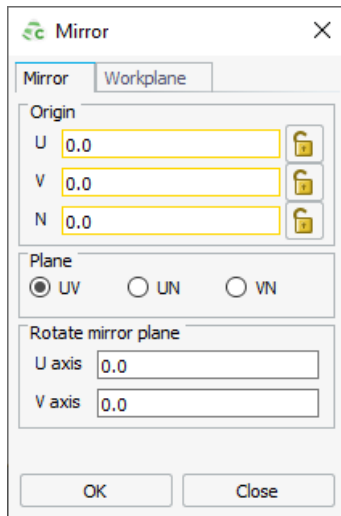 Mirror
Mirror Workplane
Origin
U 0.0
V 0.0
N 0.0
Plane
UV UN VN
Rotate mirror plane
U axis 0.0
V axis 0.0
OK Close